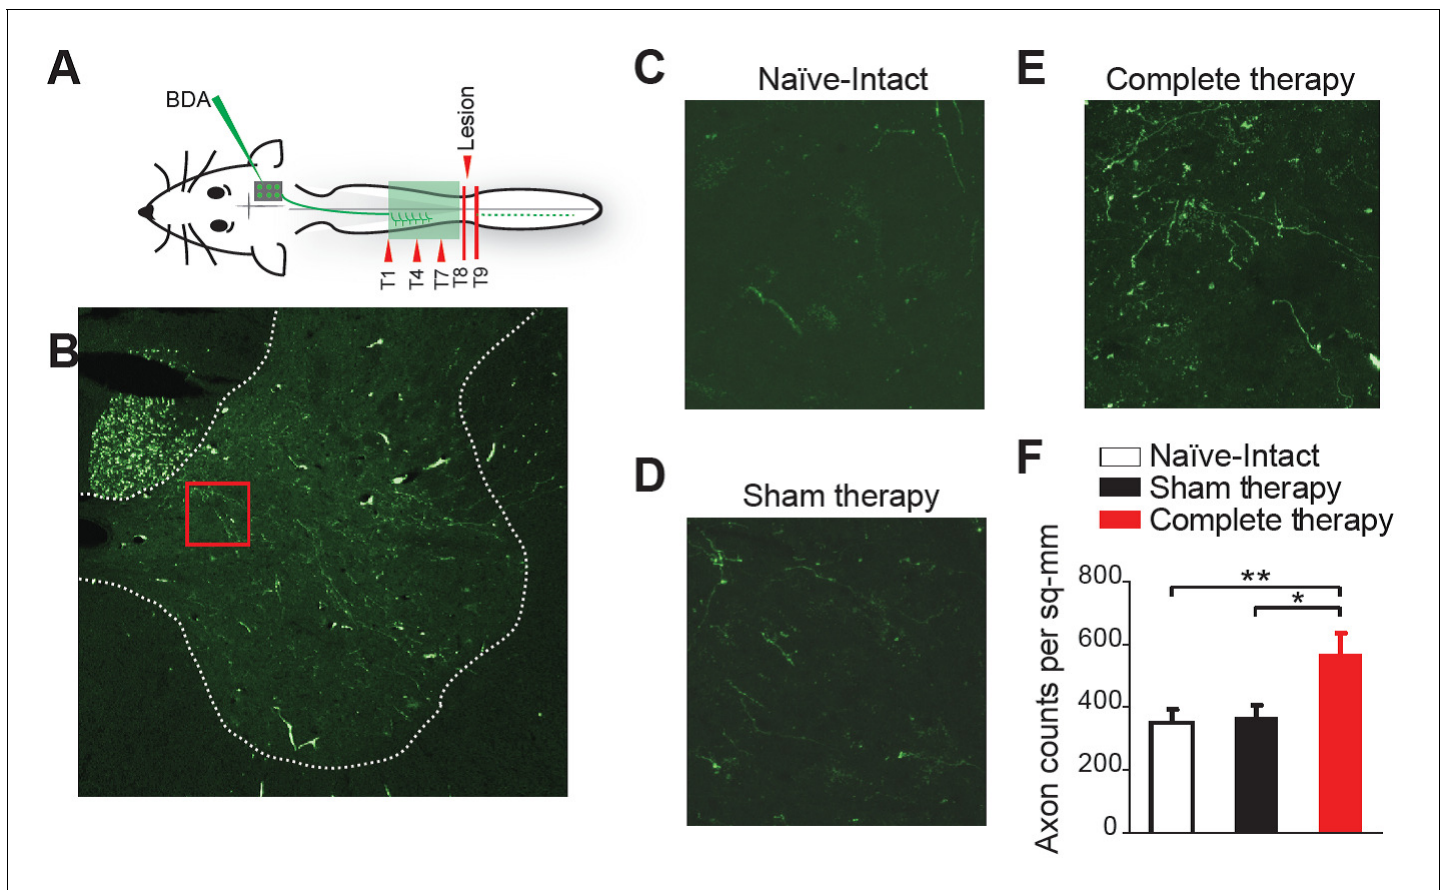 A
BDA
Lesion
T1
T4
T7
T8
T9
B
C
Naïve-Intact
D
Sham therapy
E
Complete therapy
F
Naïve-Intact
Sham therapy
Complete therapy
Axon counts per sq-mm
800
600
400
200
0
**
*